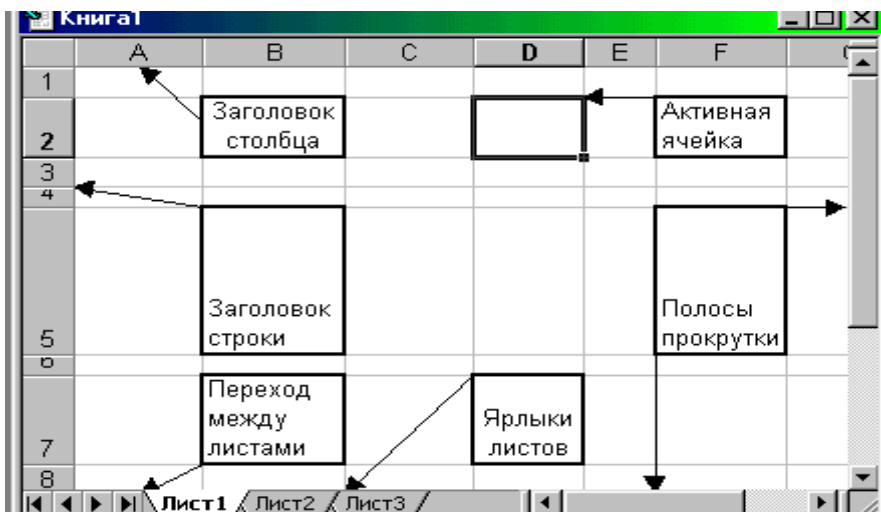 Книга1
A B C D E F
1
Заголовок Активная
2 столбца ячейка
3
4
Заголовок Полосы
5 строки прокрутки
6
Переход
между Ярлыки
7 листами листов
8
Лист1 Лист2 Лист3